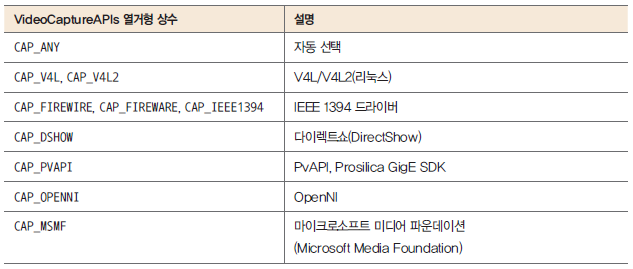 VideoCaptureAPIs 열거형 상수 설명
CAP_ANY 자동 선택
CAP_V4L, CAP_V4L2 V4L/V4L2(리눅스)
CAP_FIREWIRE, CAP_FIREWARE, CAP_IEEE1394 IEEE 1394 드라이버
CAP_DSHOW 다이렉트쇼(DirectShow)
CAP_PVAPI PvAPI, Prosilica GigE SDK
CAP_OPENNI OpenNI
CAP_MSMF 마이크로소프트 미디어 파운데이션
(Microsoft Media Foundation)